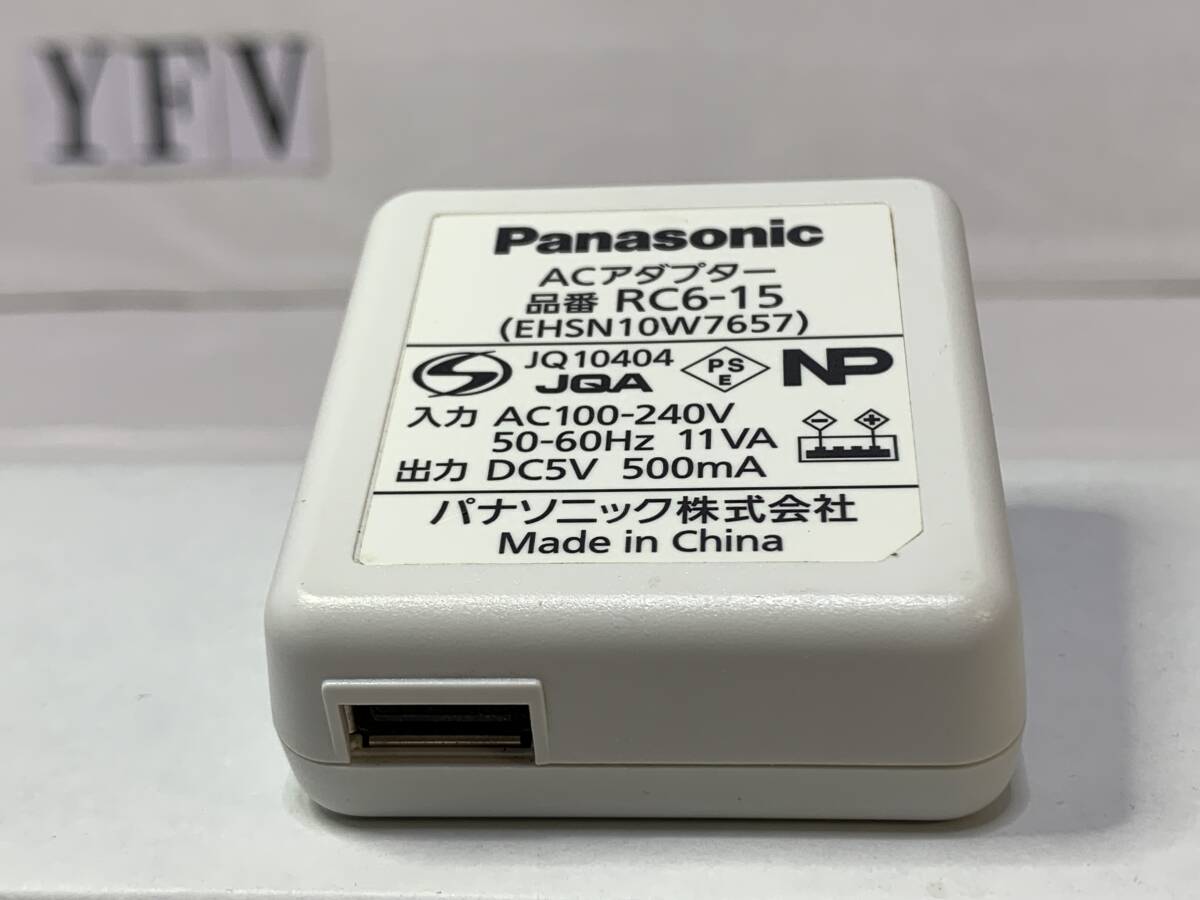 YFV
Panasonic
ACアダプター
品番 RC6-15
(EHSN10W7657)
JQ10404
JQA
PS
E
NP
入力 AC100-240V
50-60Hz 11VA
出力 DC5V 500mA
パナソニック株式会社
Made in China